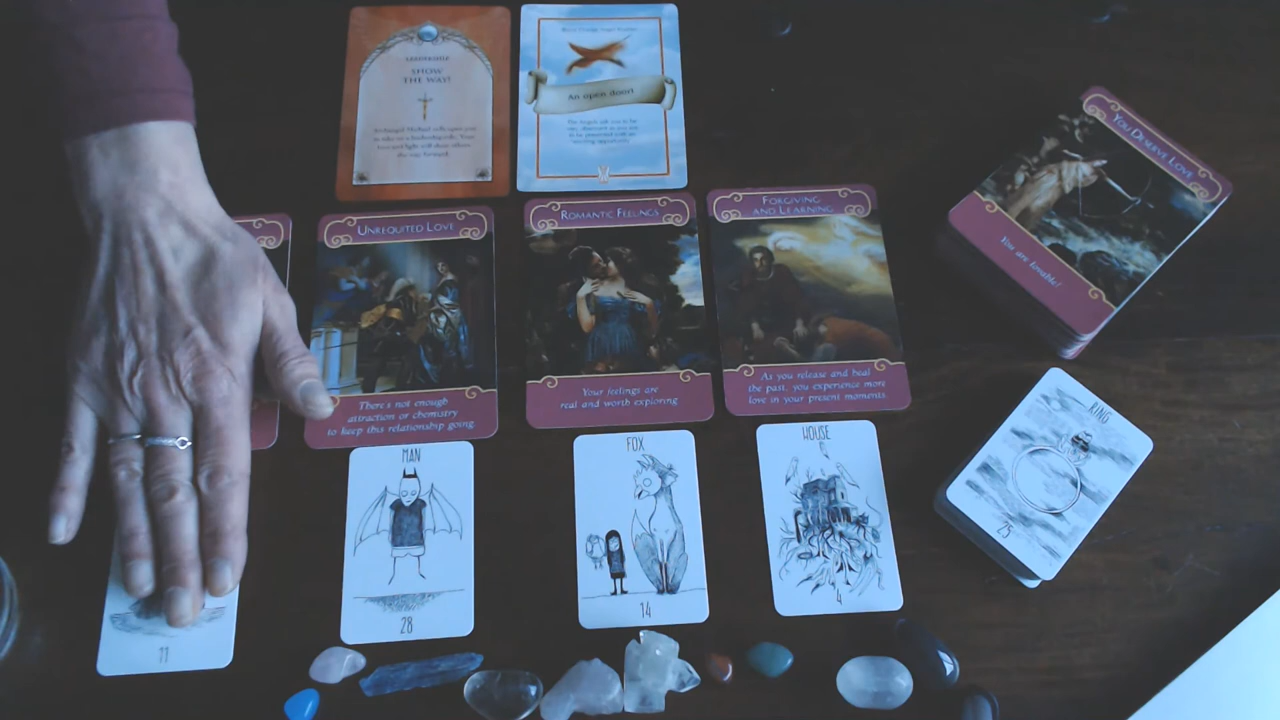 LEADERSHIP
SHOW
THE WAY!
An open door!
YOU DESERVE LOVE
You are lovable!
UNREQUITED LOVE
There's not enough
attraction or chemistry
to keep this relationship going.
ROMANTIC FEELINGS
Your feelings are
real and worth exploring
FORGIVING
AND LEARNING
As you release and heal
the past, you experience more
love in your present moments.
RING
25
11
MAN
28
FOX
14
HOUSE
4